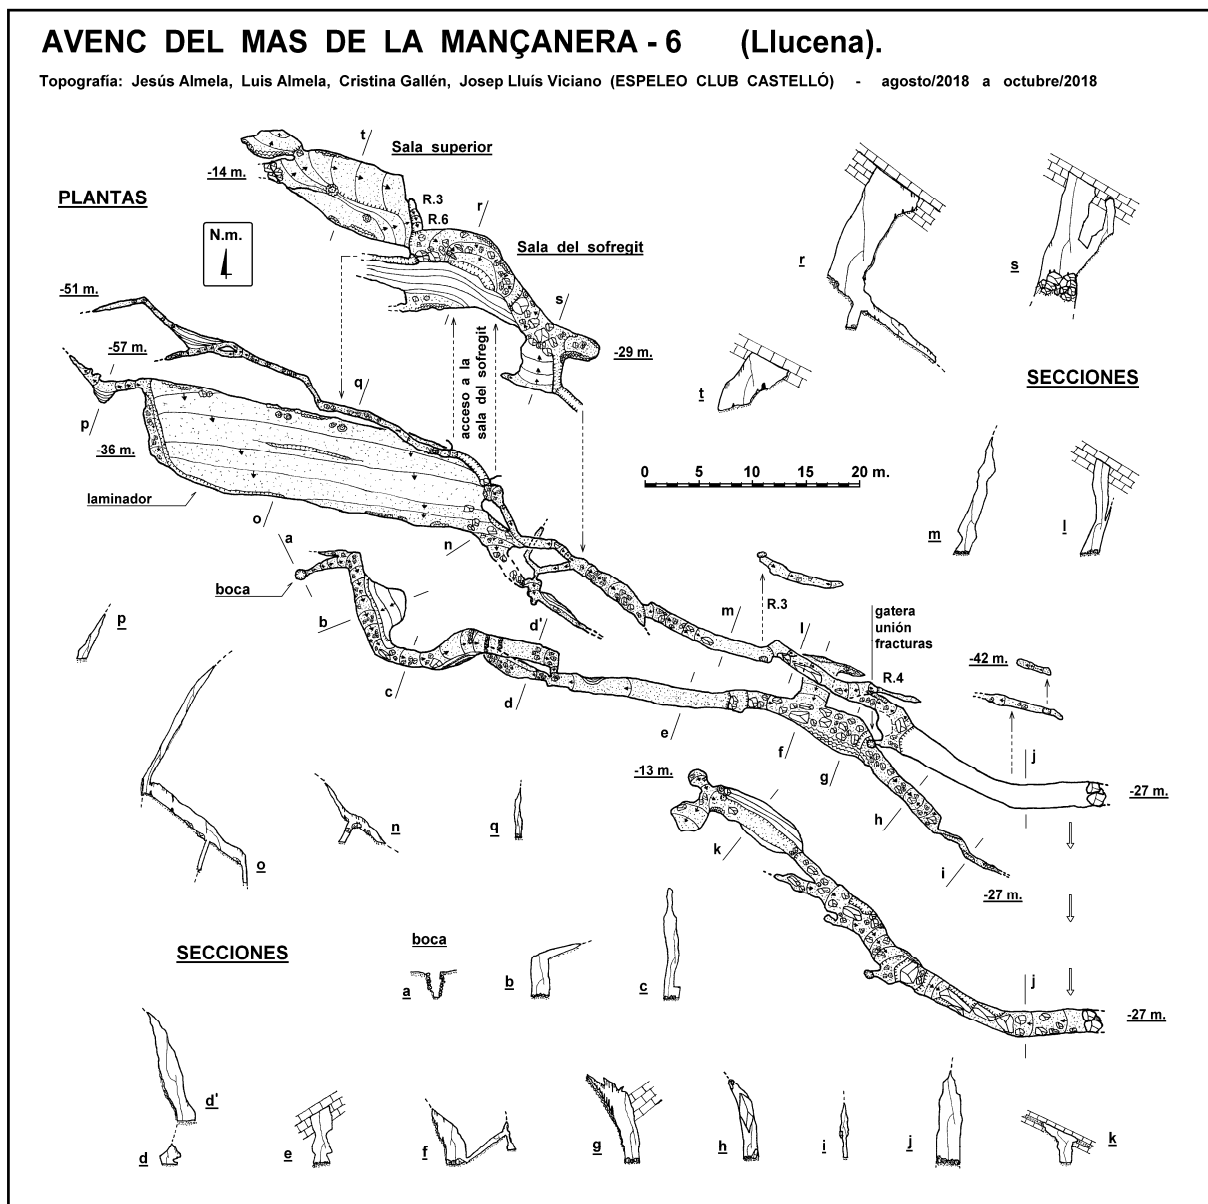 AVENC DEL MAS DE LA MANÇANERA - 6 (Llucena).
Topografía: Jesús Almela, Luis Almela, Cristina Gallén, Josep Lluís Viciano (ESPELEO CLUB CASTELLÓ) - agosto/2018 a octubre/2018
t
Sala superior
-14 m.
PLANTAS
R.3
R.6
r
N.m.
Sala del sofregit
r
s
-51 m.
s
-57 m.
-29 m.
acceso a la
sala del sofregit
t
SECCIONES
q
p
-36 m.
0 5 10 15 20 m.
laminador
o
n
m
l
a
boca
b
d'
m
R.3
l
gatera
unión
fracturas
p
c
-42 m.
R.4
d
e
f
j
g
-13 m.
-27 m.
n
q
h
k
o
i
-27 m.
SECCIONES
boca
a
b
c
j
-27 m.
d'
d
e
f
g
h
i
j
k